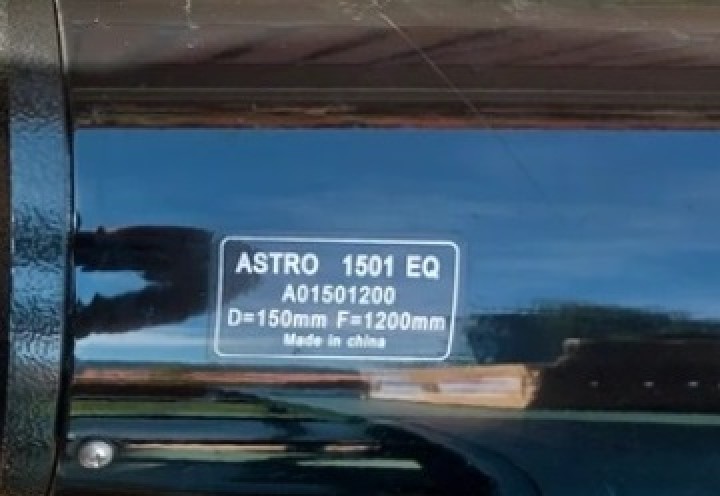 ASTRO 1501 EQ
A01501200
D=150mm F=1200mm
Made in china